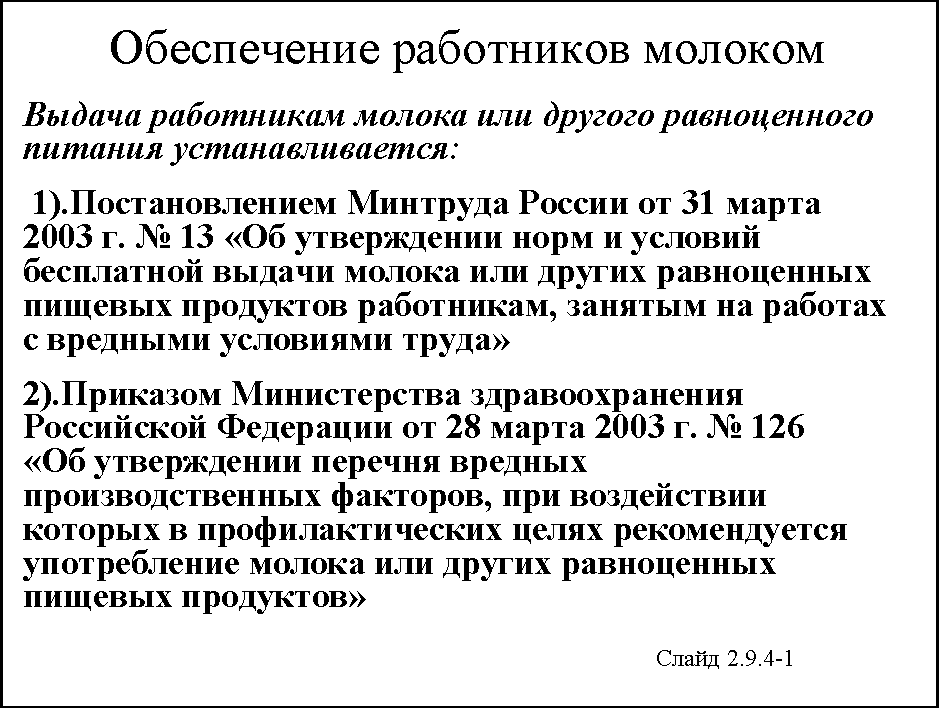 Обеспечение работников молоком
Выдача работникам молока или другого равноценного
питания устанавливается:
1).Постановлением Минтруда России от 31 марта
2003 г. № 13 «Об утверждении норм и условий
бесплатной выдачи молока или других равноценных
пищевых продуктов работникам, занятым на работах
с вредными условиями труда»
2).Приказом Министерства здравоохранения
Российской Федерации от 28 марта 2003 г. № 126
«Об утверждении перечня вредных
производственных факторов, при воздействии
которых в профилактических целях рекомендуется
употребление молока или других равноценных
пищевых продуктов»
Слайд 2.9.4-1